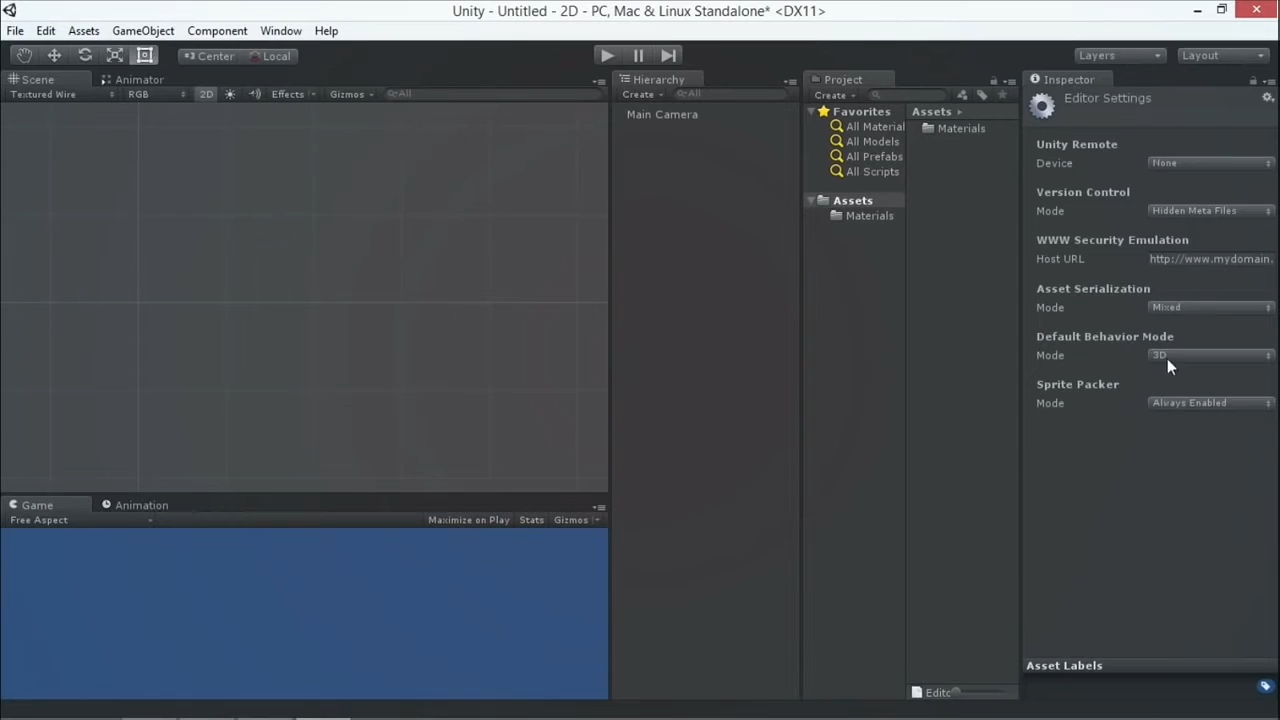 Unity - Untitled - 2D - PC, Mac & Linux Standalone* <DX11>
File Edit Assets GameObject Component Window Help
Center Local Layers Layout
Scene Animator
Textured Wire RGB 2D Effects Gizmos All
Hierarchy
Create All
Main Camera
Project
Create
Favorites
All Material
All Models
All Prefabs
All Scripts
Assets
Materials
Assets
Materials
Editc
Inspector
Editor Settings
Unity Remote
Device None
Version Control
Mode Hidden Meta Files
WWW Security Emulation
Host URL http://www.mydomain.
Asset Serialization
Mode Mixed
Default Behavior Mode
Mode 3D
Sprite Packer
Mode Always Enabled
Asset Labels
Game Animation
Free Aspect Maximize on Play Stats Gizmos